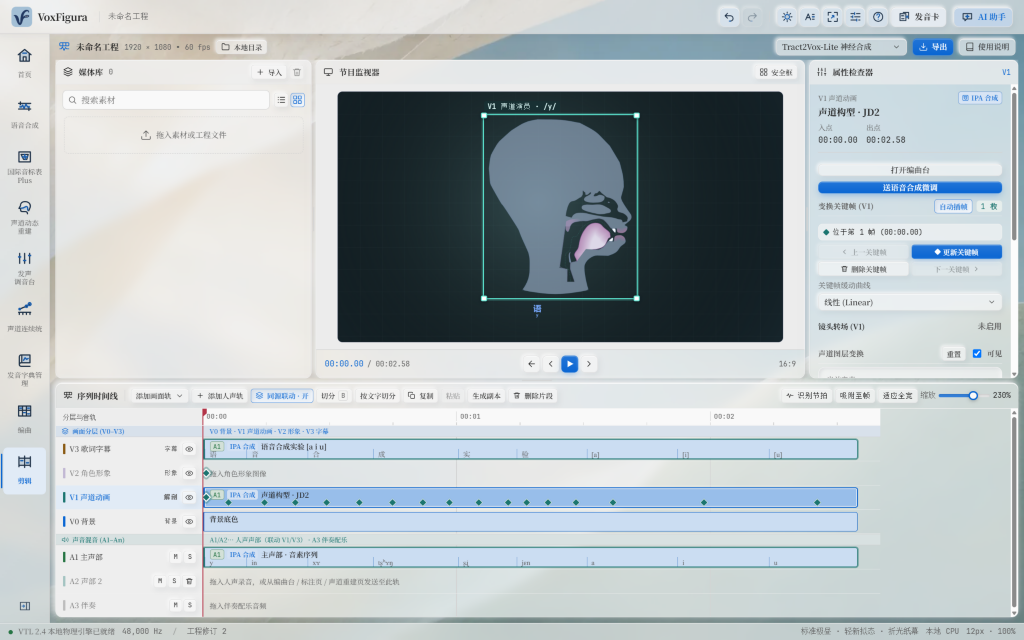 VoxFigura
未命名工程
A
发音卡
AI 助手
首页
语音合成
国际音标表
Plus
声道动态
重建
发声
调音台
声道连续统
发音字典管
理
编曲
剪辑
未命名工程 1920 × 1080 • 60 fps 本地目录
Tract2Vox-Lite 神经合成
导出
使用说明
媒体库 0
+ 导入
搜索素材
拖入素材或工程文件
节目监视器
安全框
V1 声道演员 · /y/
语
00:00.00 / 00:02.58
16:9
属性检查器
V1
V1 声道动画
IPA 合成
声道构型 · JD2
入点
出点
00:00.00
00:02.58
打开编曲台
送语音合成微调
变换关键帧 (V1)
自动插帧
1 枚
位于第 1 帧 (00:00.00)
上一关键帧
更新关键帧
删除关键帧
下一关键帧
关键帧缓动曲线
线性 (Linear)
镜头转场 (V1)
未启用
声道图层变换
重置
可见
序列时间线
添加画面轨
+ 添加人声轨
同源联动 · 开
切分 B
按文字切分
复制
粘贴
生成副本
删除片段
识别节拍
吸附至帧
适应全宽
缩放
230%
分层与音轨
00:00
00:01
00:02
画面分层 (V0–V3)
V0 背景 · V1 声道动画 · V2 形象 · V3 字幕
V3 歌词字幕
字幕
A1 IPA 合成 语音合成实验 [a i u]
语 音 合 成 实 验 [a] [i] [u]
V2 角色形象
形象
拖入角色形象图像
V1 声道动画
解剖
A1 IPA 合成 声道构型 · JD2
V0 背景
背景
背景底色
声音混音 (A1–An)
A1/A2… 人声声部 (联动 V1/V3) · A3 伴奏配乐
A1 主声部
M S
A1 IPA 合成 主声部 · 音素序列
y in xɤ jɛn a i u
A2 声部 2
M S
拖入人声录音，或从编曲台 / 标注页 / 声道重建页发送至此轨
A3 伴奏
M S
拖入伴奏配乐音频
VTL 2.4 本地物理引擎已就绪 48,000 Hz / 工程修订 2
标准级显 · 轻新拟态 · 折光纸幕 本地 CPU 12px · 100%